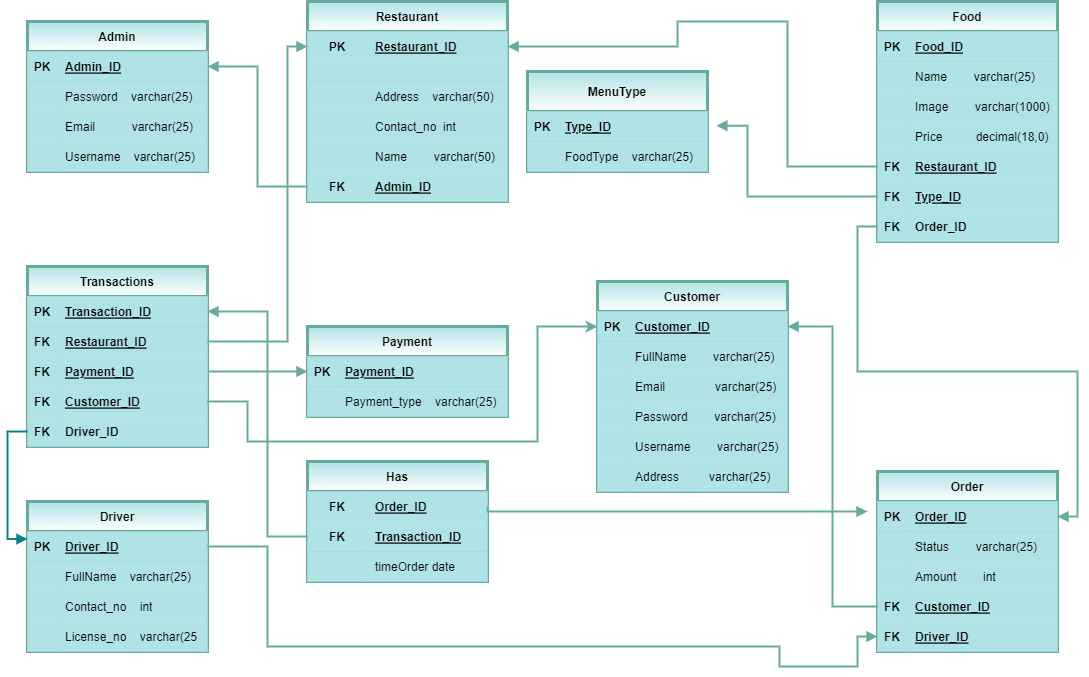 Admin
PK Admin_ID
Password varchar(25)
Email varchar(25)
Username varchar(25)
Restaurant
PK Restaurant_ID
Address varchar(50)
Contact_no int
Name varchar(50)
FK Admin_ID
MenuType
PK Type_ID
FoodType varchar(25)
Food
PK Food_ID
Name varchar(25)
Image varchar(1000)
Price decimal(18,0)
FK Restaurant_ID
FK Type_ID
FK Order_ID
Transactions
PK Transaction_ID
FK Restaurant_ID
FK Payment_ID
FK Customer_ID
FK Driver_ID
Payment
PK Payment_ID
Payment_type varchar(25)
Customer
PK Customer_ID
FullName varchar(25)
Email varchar(25)
Password varchar(25)
Username varchar(25)
Address varchar(25)
Driver
PK Driver_ID
FullName varchar(25)
Contact_no int
License_no varchar(25
Has
FK Order_ID
FK Transaction_ID
timeOrder date
Order
PK Order_ID
Status varchar(25)
Amount int
FK Customer_ID
FK Driver_ID